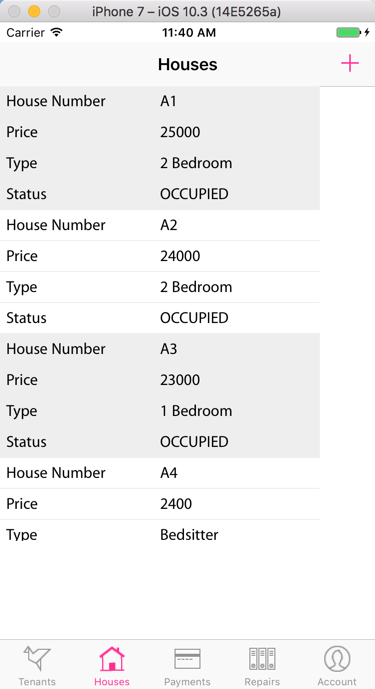 iPhone 7 – iOS 10.3 (14E5265a)
Carrier 11:40 AM
Houses +
House Number A1
Price 25000
Type 2 Bedroom
Status OCCUPIED
House Number A2
Price 24000
Type 2 Bedroom
Status OCCUPIED
House Number A3
Price 23000
Type 1 Bedroom
Status OCCUPIED
House Number A4
Price 2400
Type Bedsitter
Tenants Houses Payments Repairs Account